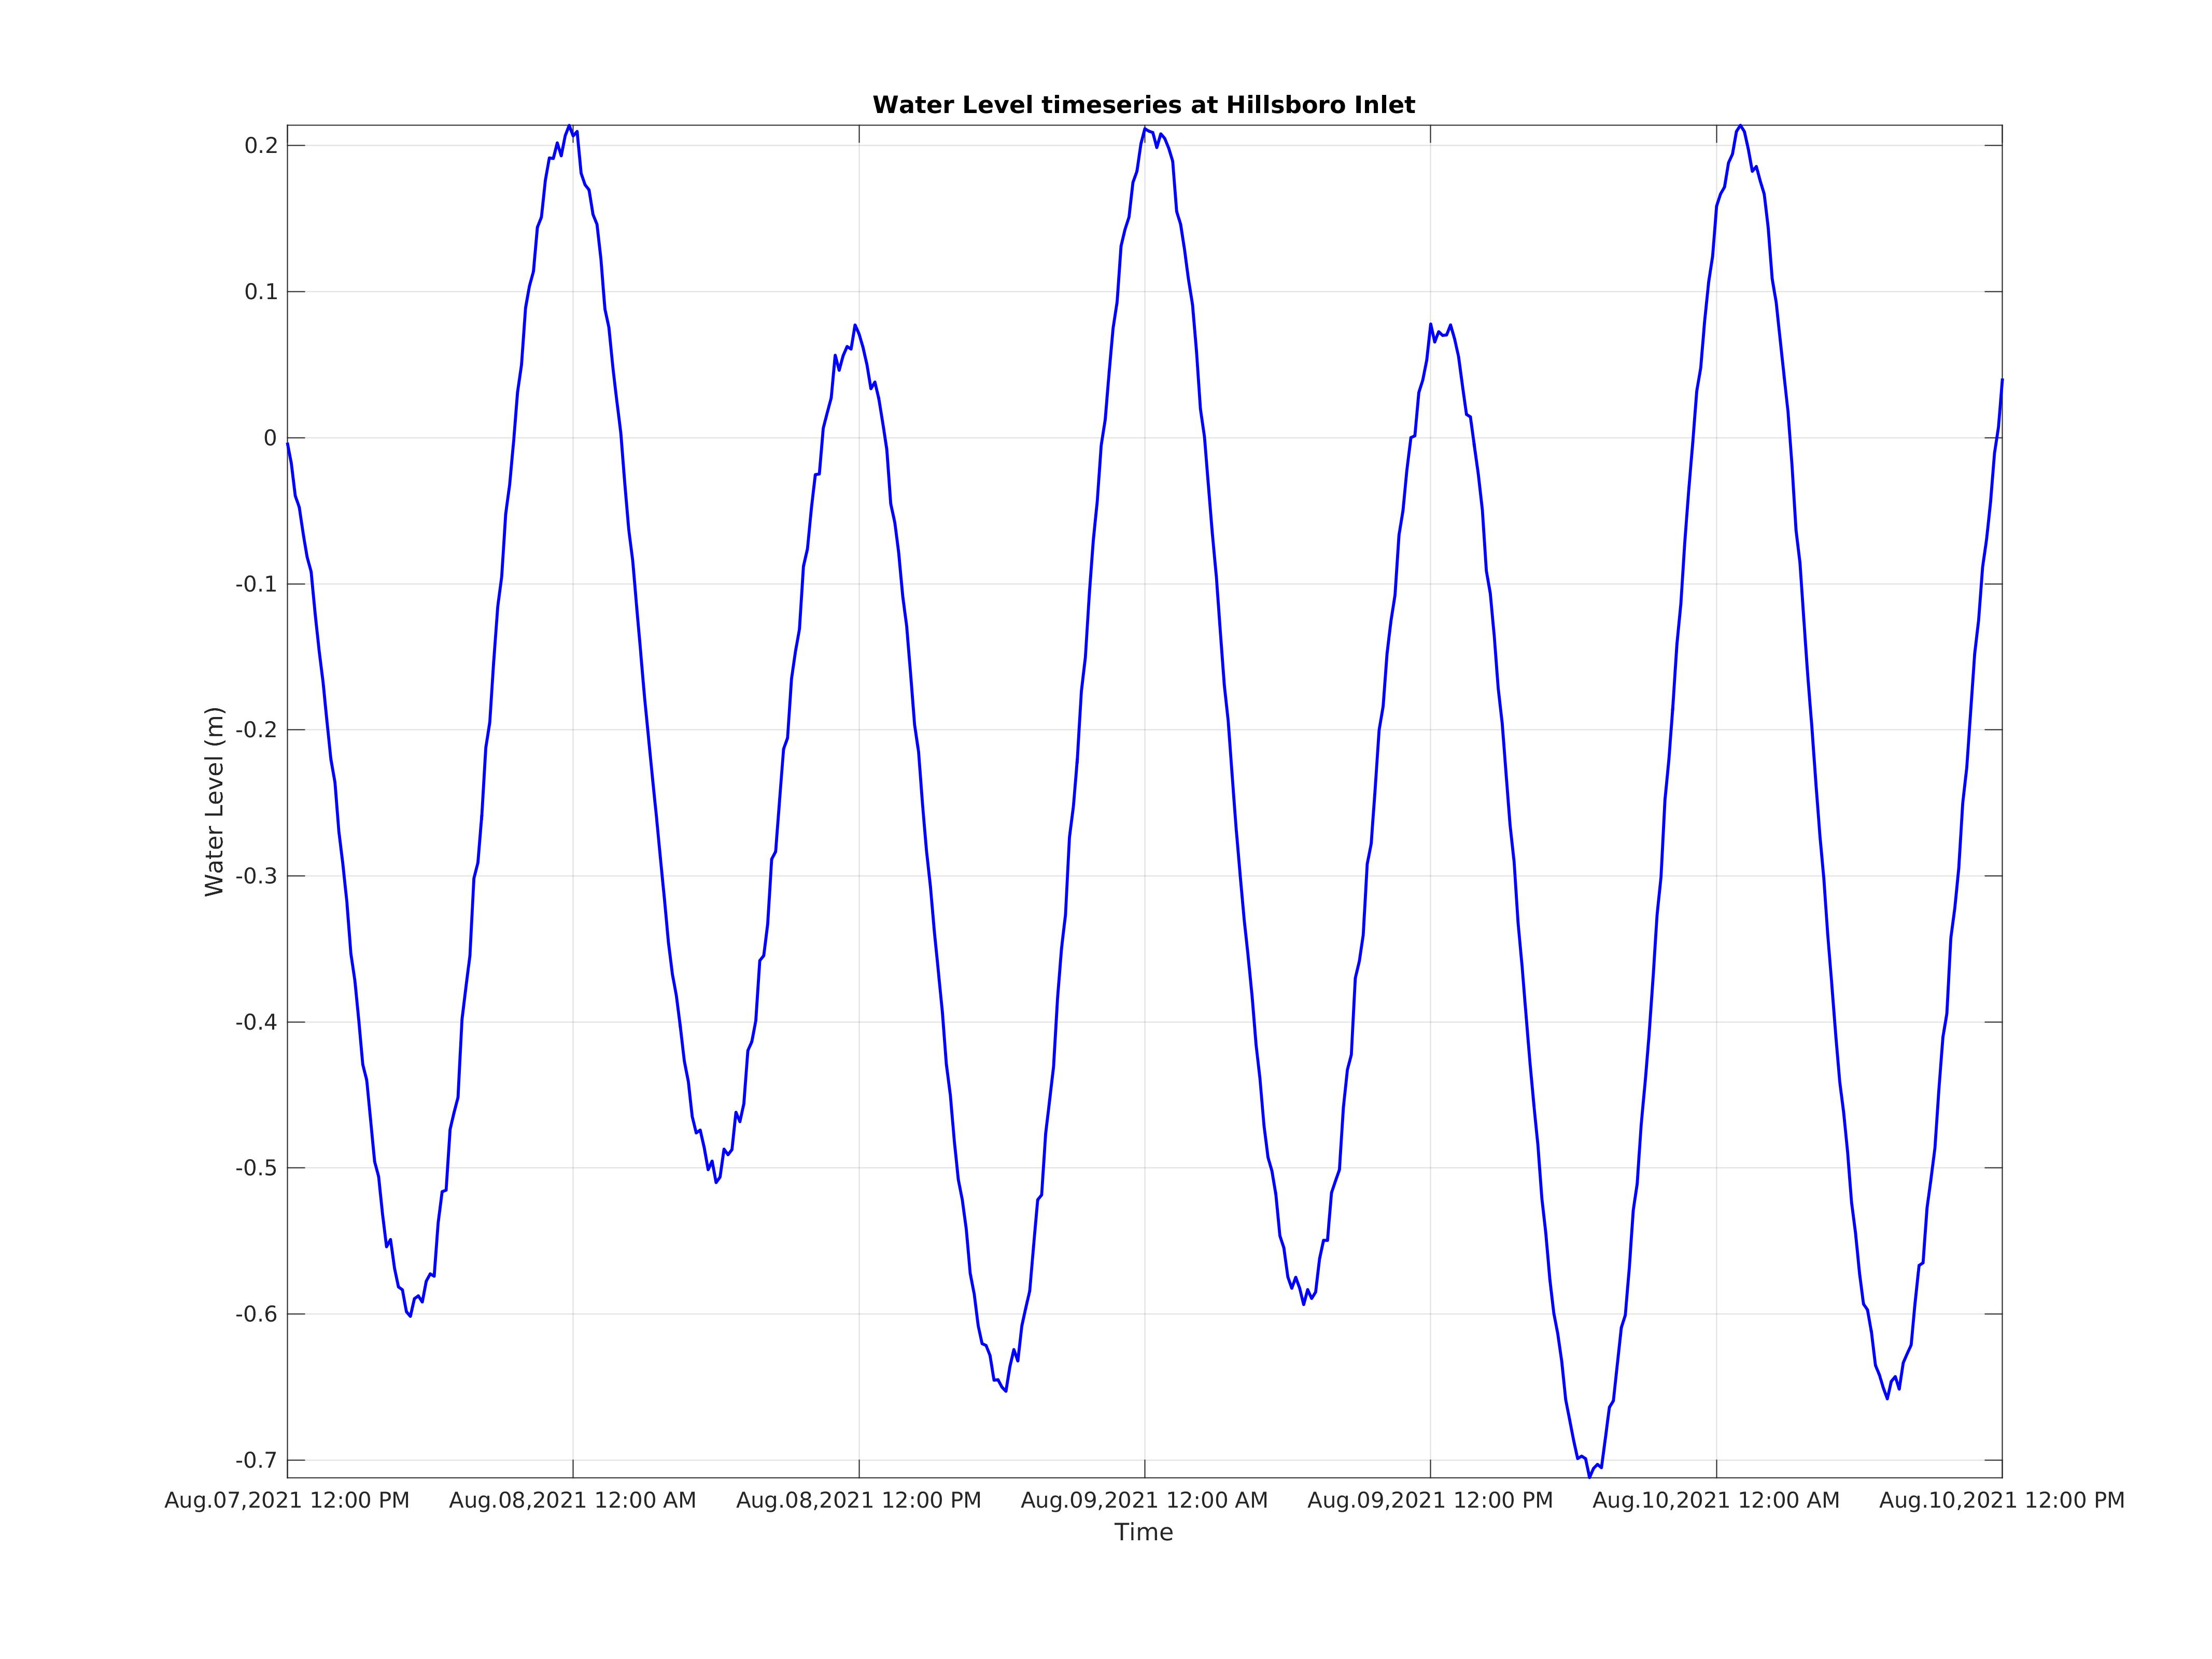 Water Level timeseries at Hillsboro Inlet
0.2
0.1
0
-0.1
-0.2
-0.3
-0.4
-0.5
-0.6
-0.7
Water Level (m)
Aug.07,2021 12:00 PM Aug.08,2021 12:00 AM Aug.08,2021 12:00 PM Aug.09,2021 12:00 AM Aug.09,2021 12:00 PM Aug.10,2021 12:00 AM Aug.10,2021 12:00 PM
Time